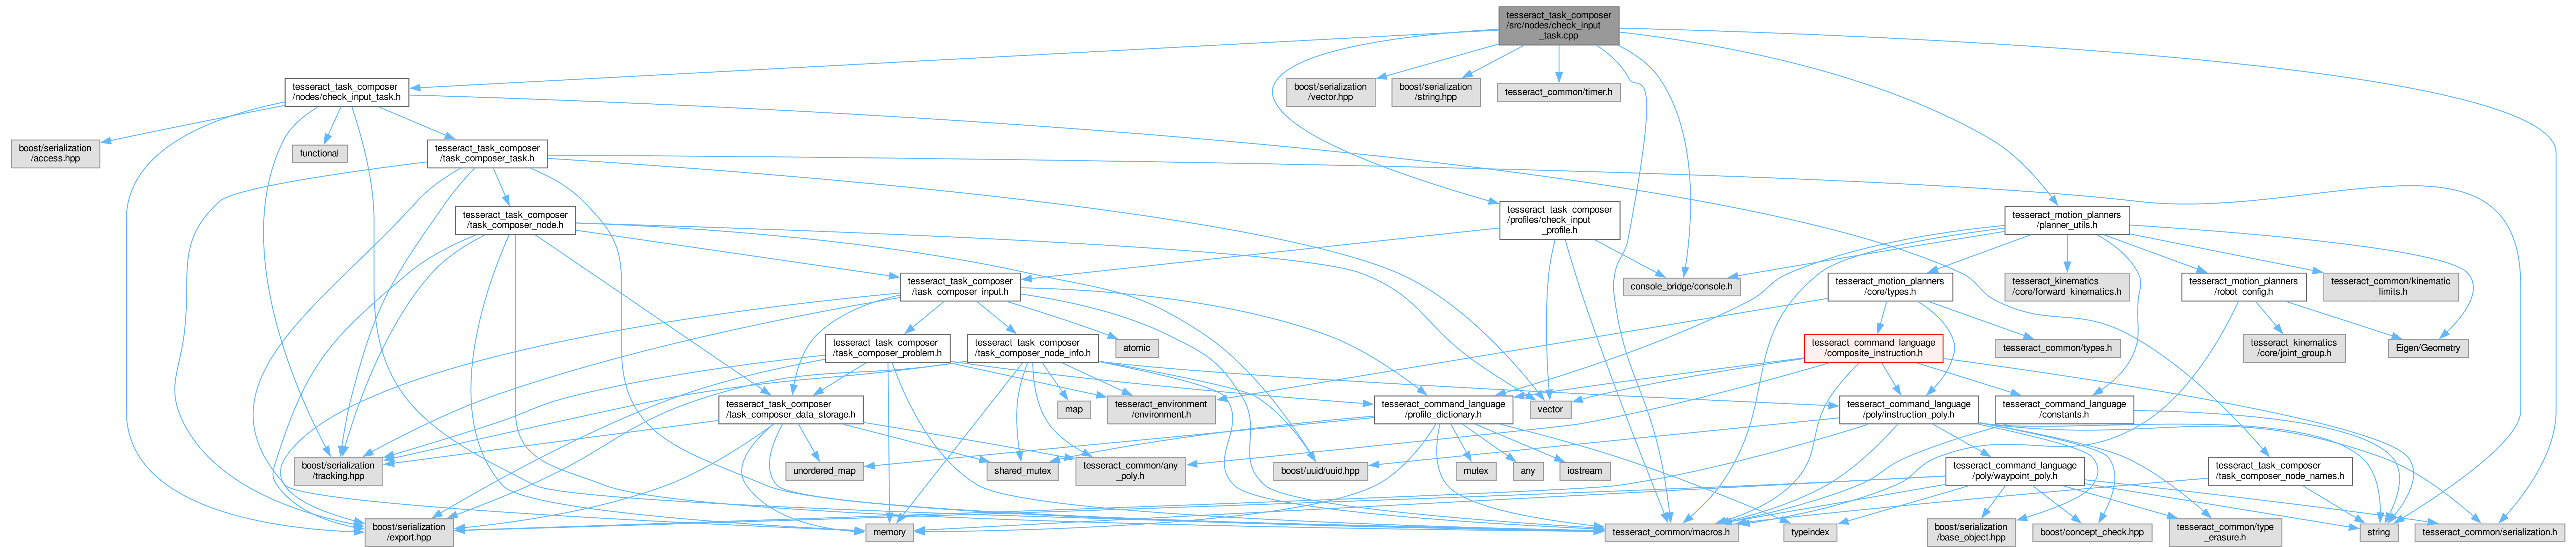 tesseract_task_composer
/src/nodes/check_input
_task.cpp
tesseract_task_composer
/nodes/check_input_task.h
boost/serialization
/vector.hpp
boost/serialization
/string.hpp
tesseract_common/timer.h
boost/serialization
/access.hpp
functional
tesseract_task_composer
/task_composer_task.h
tesseract_task_composer
/task_composer_node.h
tesseract_task_composer
/profiles/check_input
_profile.h
tesseract_motion_planners
/planner_utils.h
tesseract_task_composer
/task_composer_input.h
console_bridge/console.h
tesseract_motion_planners
/core/types.h
tesseract_kinematics
/core/forward_kinematics.h
tesseract_motion_planners
/robot_config.h
tesseract_common/kinematic
_limits.h
tesseract_task_composer
/task_composer_problem.h
tesseract_task_composer
/task_composer_node_info.h
atomic
tesseract_command_language
/composite_instruction.h
tesseract_common/types.h
tesseract_kinematics
/core/joint_group.h
Eigen/Geometry
tesseract_task_composer
/task_composer_data_storage.h
map
tesseract_environment
/environment.h
tesseract_command_language
/profile_dictionary.h
vector
tesseract_command_language
/poly/instruction_poly.h
tesseract_command_language
/constants.h
boost/serialization
/tracking.hpp
unordered_map
shared_mutex
tesseract_common/any
_poly.h
boost/uuid/uuid.hpp
mutex
any
iostream
tesseract_command_language
/poly/waypoint_poly.h
tesseract_task_composer
/task_composer_node_names.h
boost/serialization
/export.hpp
memory
tesseract_common/macros.h
typeindex
boost/serialization
/base_object.hpp
boost/concept_check.hpp
tesseract_common/type
_erasure.h
string
tesseract_common/serialization.h